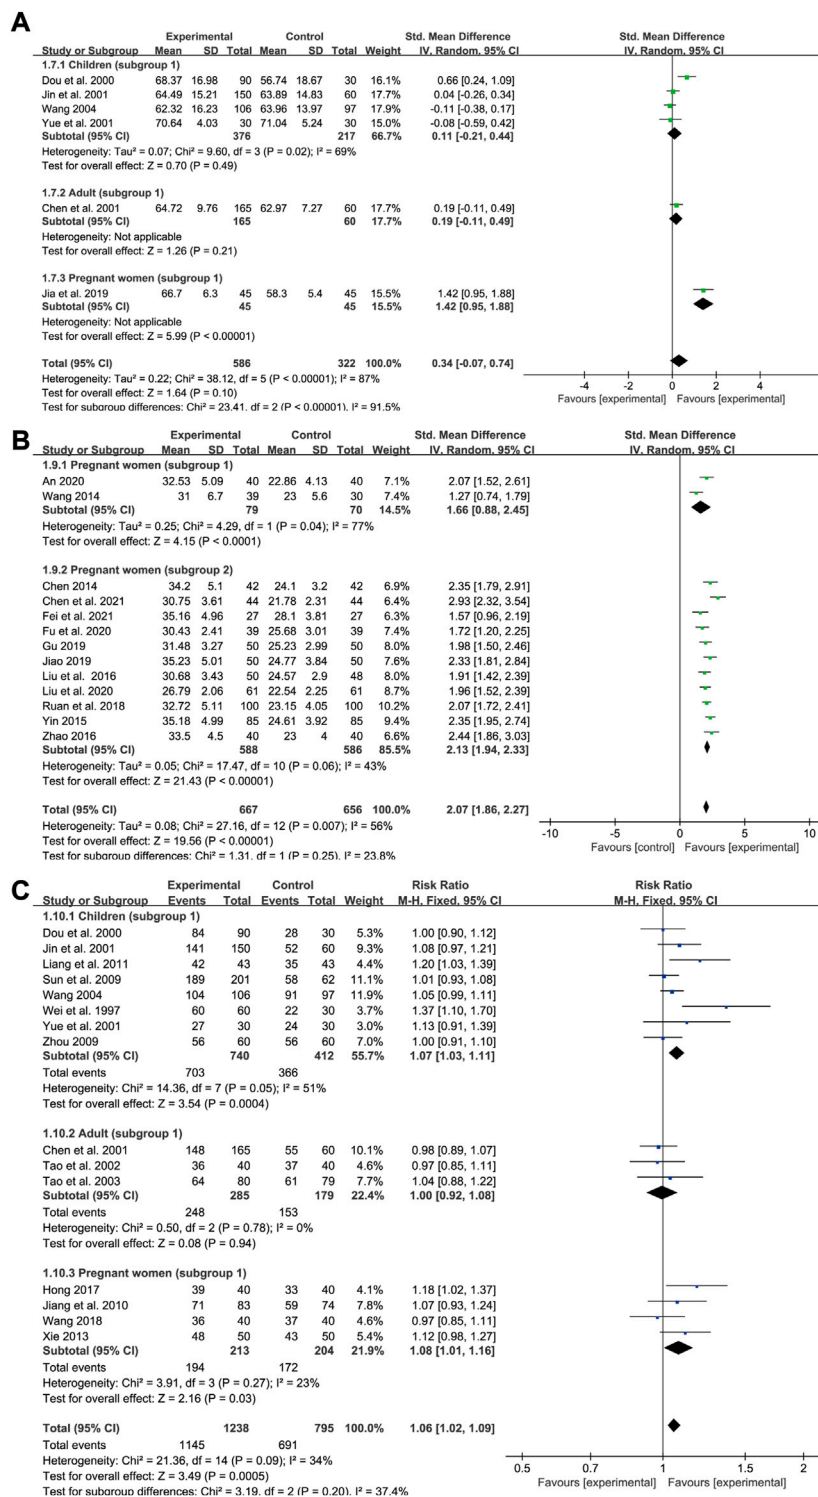 A
Experimental Control Std. Mean Difference Std. Mean Difference
Study or Subgroup Mean SD Total Mean SD Total Weight IV, Random, 95% CI IV, Random, 95% CI
1.7.1 Children (subgroup 1)
Dou et al. 2000 68.37 16.98 90 56.74 18.67 30 16.1% 0.66 [0.24, 1.09]
Jin et al. 2001 64.49 15.21 150 63.89 14.83 60 17.7% 0.04 [-0.26, 0.34]
Wang 2004 62.32 16.23 106 63.96 13.97 97 18.2% -0.11 [-0.38, 0.17]
Yue et al. 2001 70.64 4.03 30 71.04 5.24 30 14.7% -0.08 [-0.59, 0.42]
Subtotal (95% CI) 376 217 66.7% 0.11 [-0.21, 0.44]
Heterogeneity: Tau² = 0.07; Chi² = 9.60, df = 3 (P = 0.02); I² = 69%
Test for overall effect: Z = 0.70 (P = 0.49)
1.7.2 Adult (subgroup 1)
Chen et al. 2001 64.72 9.76 165 62.97 7.27 60 17.7% 0.19 [-0.11, 0.49]
Subtotal (95% CI) 165 60 17.7% 0.19 [-0.11, 0.49]
Heterogeneity: Not applicable
Test for overall effect: Z = 1.26 (P = 0.21)
1.7.3 Pregnant women (subgroup 1)
Jia et al. 2019 66.7 6.3 45 58.3 5.4 45 15.5% 1.42 [0.95, 1.88]
Subtotal (95% CI) 45 45 15.5% 1.42 [0.95, 1.88]
Heterogeneity: Not applicable
Test for overall effect: Z = 5.99 (P < 0.00001)
Total (95% CI) 586 322 100.0% 0.34 [-0.07, 0.74]
Heterogeneity: Tau² = 0.22; Chi² = 38.12, df = 5 (P < 0.00001); I² = 87%
Test for overall effect: Z = 1.64 (P = 0.10)
Test for subgroup differences: Chi² = 23.41, df = 2 (P < 0.00001), I² = 91.5%
-4 -2 0 2 4
Favours [experimental] Favours [experimental]
B
Experimental Control Std. Mean Difference Std. Mean Difference
Study or Subgroup Mean SD Total Mean SD Total Weight IV, Random, 95% CI IV, Random, 95% CI
1.9.1 Pregnant women (subgroup 1)
An 2020 32.53 5.09 40 22.86 4.13 40 7.1% 2.07 [1.52, 2.61]
Wang 2014 31 6.7 39 23 5.6 30 7.4% 1.27 [0.74, 1.79]
Subtotal (95% CI) 79 70 14.5% 1.66 [0.88, 2.45]
Heterogeneity: Tau² = 0.25; Chi² = 4.29, df = 1 (P = 0.04); I² = 77%
Test for overall effect: Z = 4.15 (P < 0.0001)
1.9.2 Pregnant women (subgroup 2)
Chen 2014 34.2 5.1 42 24.1 3.2 42 6.9% 2.35 [1.79, 2.91]
Chen et al. 2021 30.75 3.61 44 21.78 2.31 44 6.4% 2.93 [2.32, 3.54]
Fei et al. 2021 35.16 4.96 27 28.1 3.81 27 6.3% 1.57 [0.96, 2.19]
Fu et al. 2020 30.43 2.41 39 25.68 3.01 39 7.3% 1.72 [1.20, 2.25]
Gu 2019 31.48 3.27 50 25.23 2.99 50 8.0% 1.98 [1.50, 2.46]
Jiao 2019 35.23 5.01 50 24.77 3.84 50 7.5% 2.33 [1.81, 2.84]
Liu et al. 2016 30.68 3.43 50 24.57 2.9 48 8.0% 1.91 [1.42, 2.39]
Liu et al. 2020 26.79 2.06 61 22.54 2.25 61 8.7% 1.96 [1.52, 2.39]
Ruan et al. 2018 32.72 5.11 100 23.15 4.05 100 10.2% 2.07 [1.72, 2.41]
Yin 2015 35.18 4.99 85 24.61 3.92 85 9.4% 2.35 [1.95, 2.74]
Zhao 2016 33.5 4.5 40 23 4 40 6.6% 2.44 [1.86, 3.03]
Subtotal (95% CI) 588 586 85.5% 2.13 [1.94, 2.33]
Heterogeneity: Tau² = 0.05; Chi² = 17.47, df = 10 (P = 0.06); I² = 43%
Test for overall effect: Z = 21.43 (P < 0.00001)
Total (95% CI) 667 656 100.0% 2.07 [1.86, 2.27]
Heterogeneity: Tau² = 0.08; Chi² = 27.16, df = 12 (P = 0.007); I² = 56%
Test for overall effect: Z = 19.56 (P < 0.00001)
Test for subgroup differences: Chi² = 1.31, df = 1 (P = 0.25), I² = 23.8%
-10 -5 0 5 10
Favours [control] Favours [experimental]
C
Experimental Control Risk Ratio Risk Ratio
Study or Subgroup Events Total Events Total Weight M-H, Fixed, 95% CI M-H, Fixed, 95% CI
1.10.1 Children (subgroup 1)
Dou et al. 2000 84 90 28 30 5.3% 1.00 [0.90, 1.12]
Jin et al. 2001 141 150 52 60 9.3% 1.08 [0.97, 1.21]
Liang et al. 2011 42 43 35 43 4.4% 1.20 [1.03, 1.39]
Sun et al. 2009 189 201 58 62 11.1% 1.01 [0.93, 1.08]
Wang 2004 104 106 91 97 11.9% 1.05 [0.99, 1.11]
Wei et al. 1997 60 60 22 30 3.7% 1.37 [1.10, 1.70]
Yue et al. 2001 27 30 24 30 3.0% 1.13 [0.91, 1.39]
Zhou 2009 56 60 56 60 7.0% 1.00 [0.91, 1.10]
Subtotal (95% CI) 740 412 55.7% 1.07 [1.03, 1.11]
Total events 703 366
Heterogeneity: Chi² = 14.36, df = 7 (P = 0.05); I² = 51%
Test for overall effect: Z = 3.54 (P = 0.0004)
1.10.2 Adult (subgroup 1)
Chen et al. 2001 148 165 55 60 10.1% 0.98 [0.89, 1.07]
Tao et al. 2002 36 40 37 40 4.6% 0.97 [0.85, 1.11]
Tao et al. 2003 64 80 61 79 7.7% 1.04 [0.88, 1.22]
Subtotal (95% CI) 285 179 22.4% 1.00 [0.92, 1.08]
Total events 248 153
Heterogeneity: Chi² = 0.50, df = 2 (P = 0.78); I² = 0%
Test for overall effect: Z = 0.08 (P = 0.94)
1.10.3 Pregnant women (subgroup 1)
Hong 2017 39 40 33 40 4.1% 1.18 [1.02, 1.37]
Jiang et al. 2010 71 83 59 74 7.8% 1.07 [0.93, 1.24]
Wang 2018 36 40 37 40 4.6% 0.97 [0.85, 1.11]
Xie 2013 48 50 43 50 5.4% 1.12 [0.98, 1.27]
Subtotal (95% CI) 213 204 21.9% 1.08 [1.01, 1.16]
Total events 194 172
Heterogeneity: Chi² = 3.91, df = 3 (P = 0.27); I² = 23%
Test for overall effect: Z = 2.16 (P = 0.03)
Total (95% CI) 1238 795 100.0% 1.06 [1.02, 1.09]
Total events 1145 691
Heterogeneity: Chi² = 21.36, df = 14 (P = 0.09); I² = 34%
Test for overall effect: Z = 3.49 (P = 0.0005)
Test for subgroup differences: Chi² = 3.19, df = 2 (P = 0.20), I² = 37.4%
0.5 0.7 1 1.5 2
Favours [experimental] Favours [experimental]